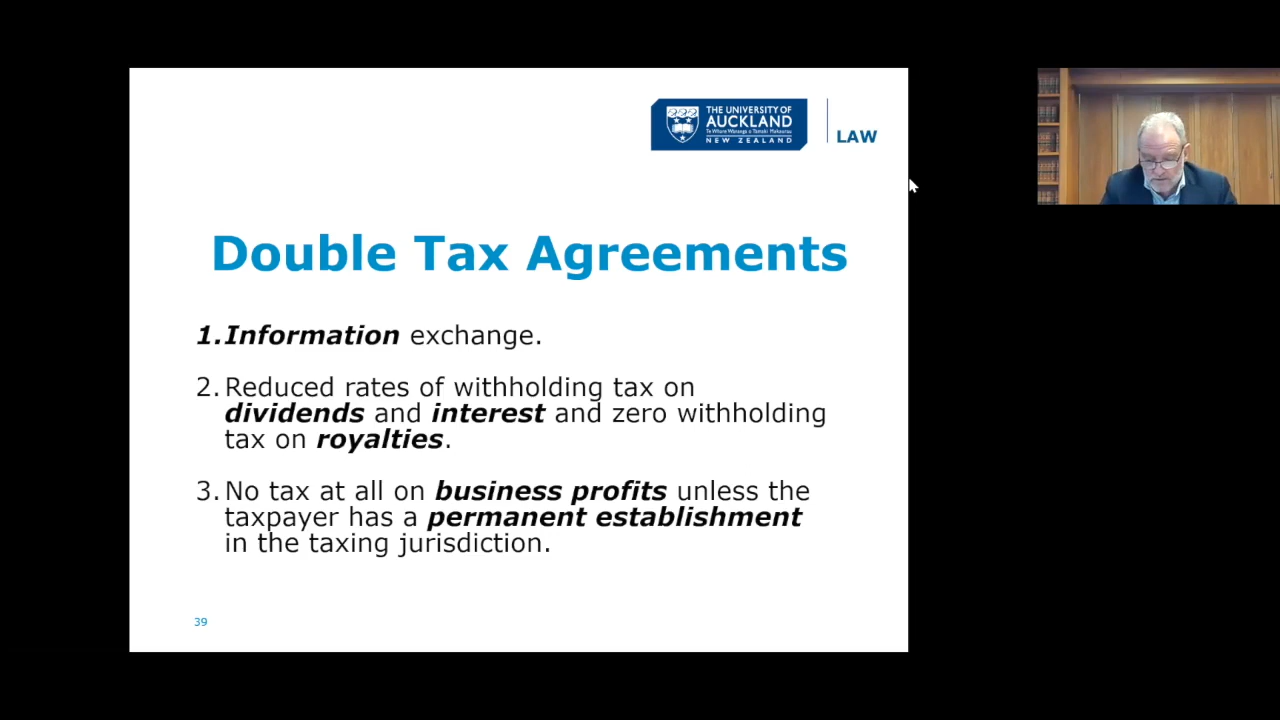 THE UNIVERSITY OF
AUCKLAND
Te Whare Wānanga o Tāmaki Makaurau
NEW ZEALAND
LAW
Double Tax Agreements
1. Information exchange.
2. Reduced rates of withholding tax on
dividends and interest and zero withholding
tax on royalties.
3. No tax at all on business profits unless the
taxpayer has a permanent establishment
in the taxing jurisdiction.
39